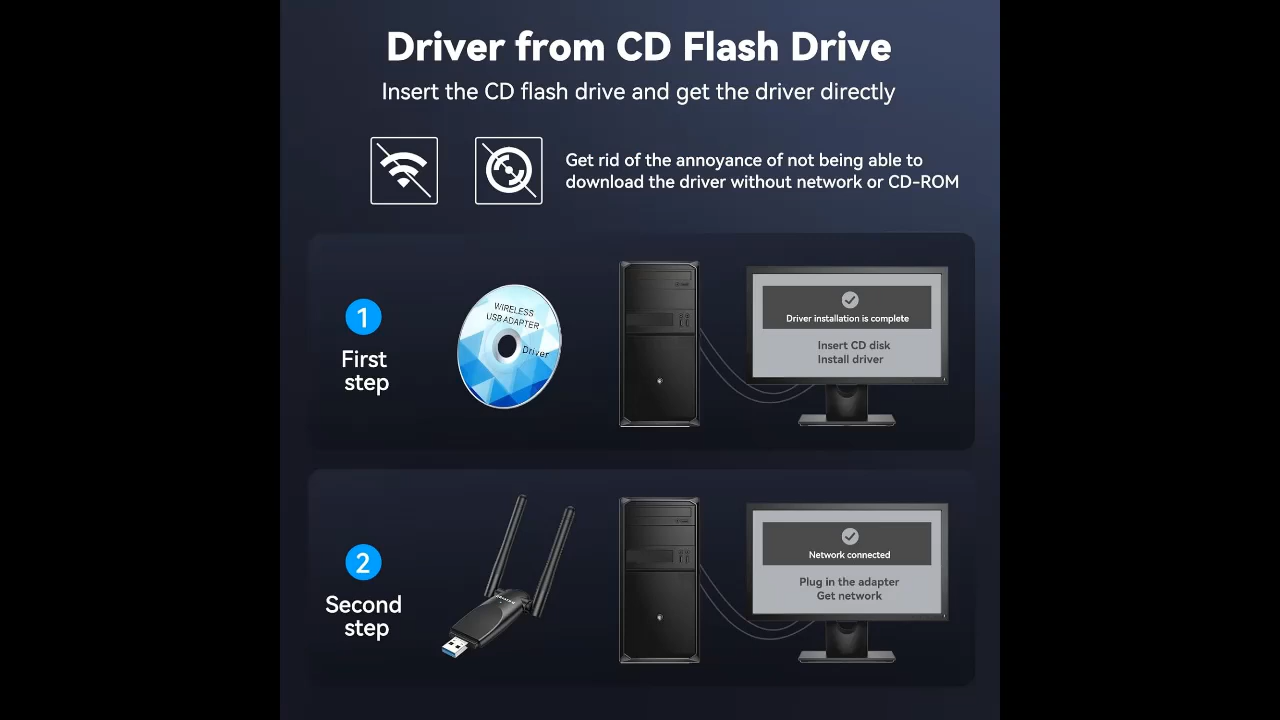 Driver from CD Flash Drive
Insert the CD flash drive and get the driver directly
Get rid of the annoyance of not being able to
download the driver without network or CD-ROM
1
First
step
WIRELESS
USB ADAPTER
Driver
Driver installation is complete
Insert CD disk
Install driver
2
Second
step
Network connected
Plug in the adapter
Get network